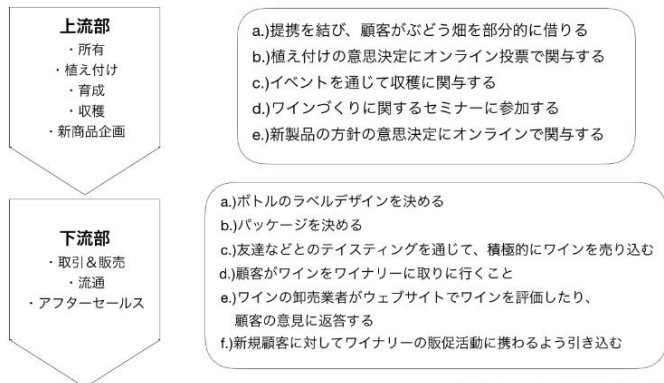 上流部
・所有
・植え付け
・育成
・収穫
・新商品企画
a.)提携を結び、顧客がぶどう畑を部分的に借りる
b.)植え付けの意思決定にオンライン投票で関与する
c.)イベントを通じて収穫に関与する
d.)ワインづくりに関するセミナーに参加する
e.)新製品の方針の意思決定にオンラインで関与する
下流部
・取引&販売
・流通
・アフターセールス
a.)ボトルのラベルデザインを決める
b.)パッケージを決める
c.)友達などとのテイスティングを通じて、積極的にワインを売り込む
d.)顧客がワインをワイナリーに取りに行くこと
e.)ワインの卸売業者がウェブサイトでワインを評価したり、
顧客の意見に返答する
f.)新規顧客に対してワイナリーの販促活動に携わるよう引き込む